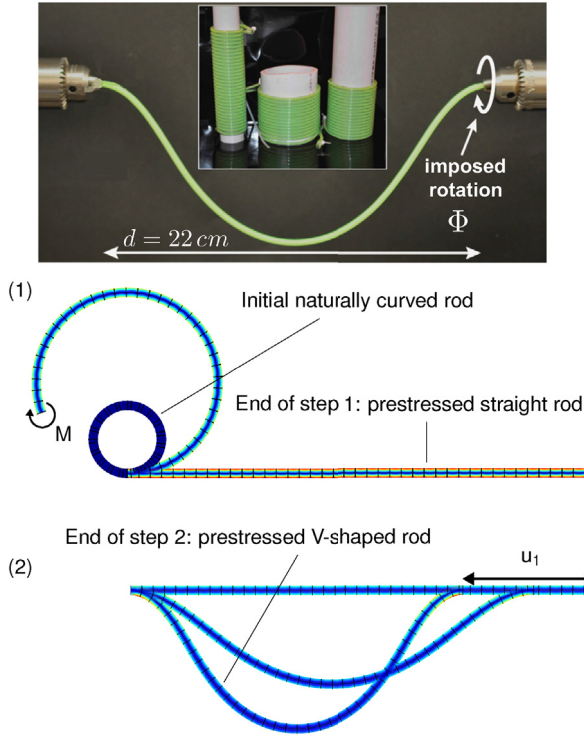 imposed
rotation
Φ
d = 22 cm
(1)
Initial naturally curved rod
End of step 1: prestressed straight rod
M
End of step 2: prestressed V-shaped rod
(2)
u₁